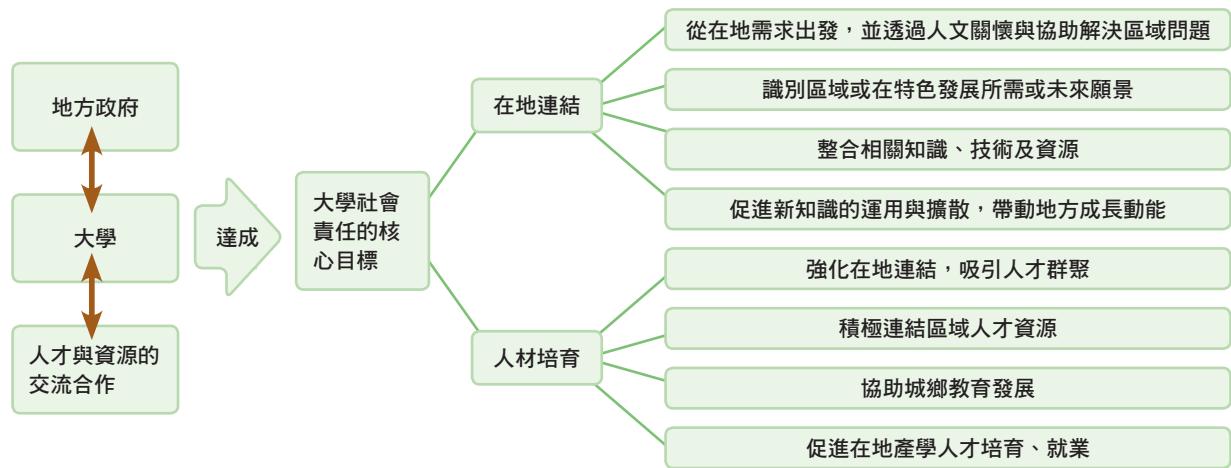 地方政府
大學
人才與資源的
交流合作
達成
大學社會
責任的核
心目標
在地連結
從在地需求出發，並透過人文關懷與協助解決區域問題
識別區域或在特色發展所需或未來願景
整合相關知識、技術及資源
促進新知識的運用與擴散，帶動地方成長動能
人材培育
強化在地連結，吸引人才群聚
積極連結區域人才資源
協助城鄉教育發展
促進在地產學人才培育、就業